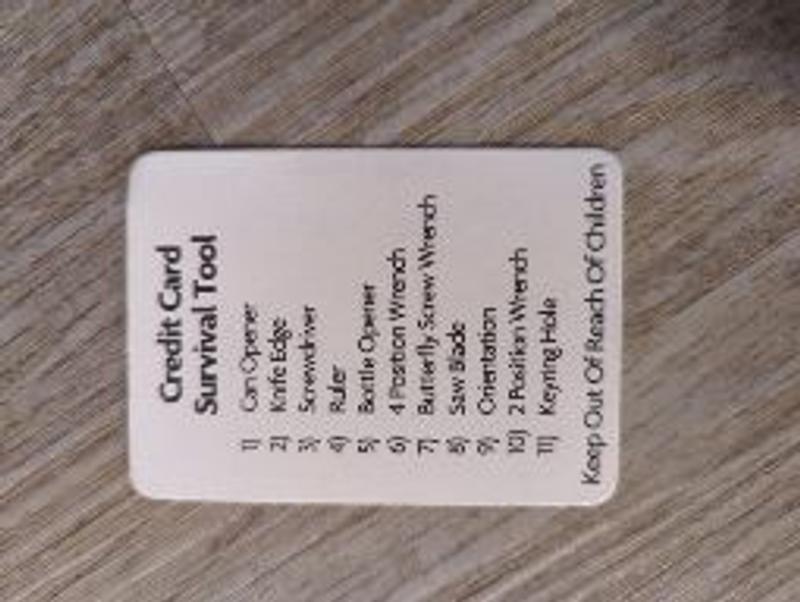 Credit Card
Survival Tool
1) Can Opener
2) Knife Edge
3) Screwdriver
4) Ruler
5) Bottle Opener
6) 4 Position Wrench
7) Butterfly Screw Wrench
8) Saw Blade
9) Orientation
10) 2 Position Wrench
11) Keyring Hole
Keep Out Of Reach Of Children